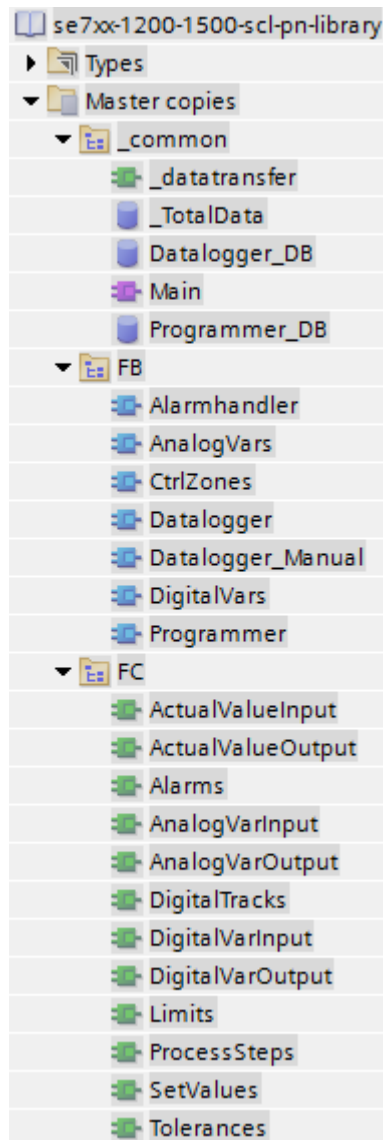 se7xx-1200-1500-scl-pn-library
Types
Master copies
_common
_datatransfer
_TotalData
Datalogger_DB
Main
Programmer_DB
FB
Alarmhandler
AnalogVars
CtrlZones
Datalogger
Datalogger_Manual
DigitalVars
Programmer
FC
ActualValueInput
ActualValueOutput
Alarms
AnalogVarInput
AnalogVarOutput
DigitalTracks
DigitalVarInput
DigitalVarOutput
Limits
ProcessSteps
SetValues
Tolerances